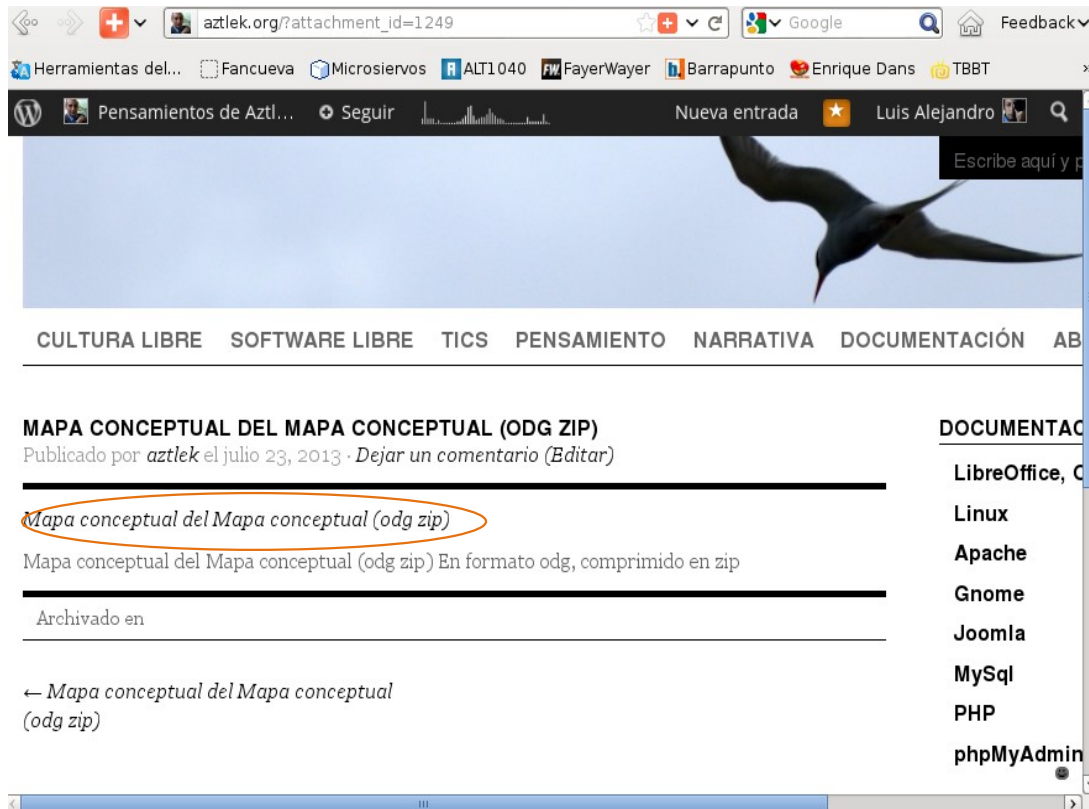 aztlek.org/?attachment_id=1249 Google Feedback
Herramientas del... Fancueva Microsiervos ALT1040 FayerWayer Barrapunto Enrique Dans TBBT
Pensamientos de Aztl... Seguir Nueva entrada Luis Alejandro
Escribe aquí y p
CULTURA LIBRE SOFTWARE LIBRE TICS PENSAMIENTO NARRATIVA DOCUMENTACIÓN AB
MAPA CONCEPTUAL DEL MAPA CONCEPTUAL (ODG ZIP)
Publicado por aztlek el julio 23, 2013 · Dejar un comentario (Editar)
Mapa conceptual del Mapa conceptual (odg zip)
Mapa conceptual del Mapa conceptual (odg zip) En formato odg, comprimido en zip
Archivado en
← Mapa conceptual del Mapa conceptual
(odg zip)
DOCUMENTAC
LibreOffice, O
Linux
Apache
Gnome
Joomla
MySql
PHP
phpMyAdmin